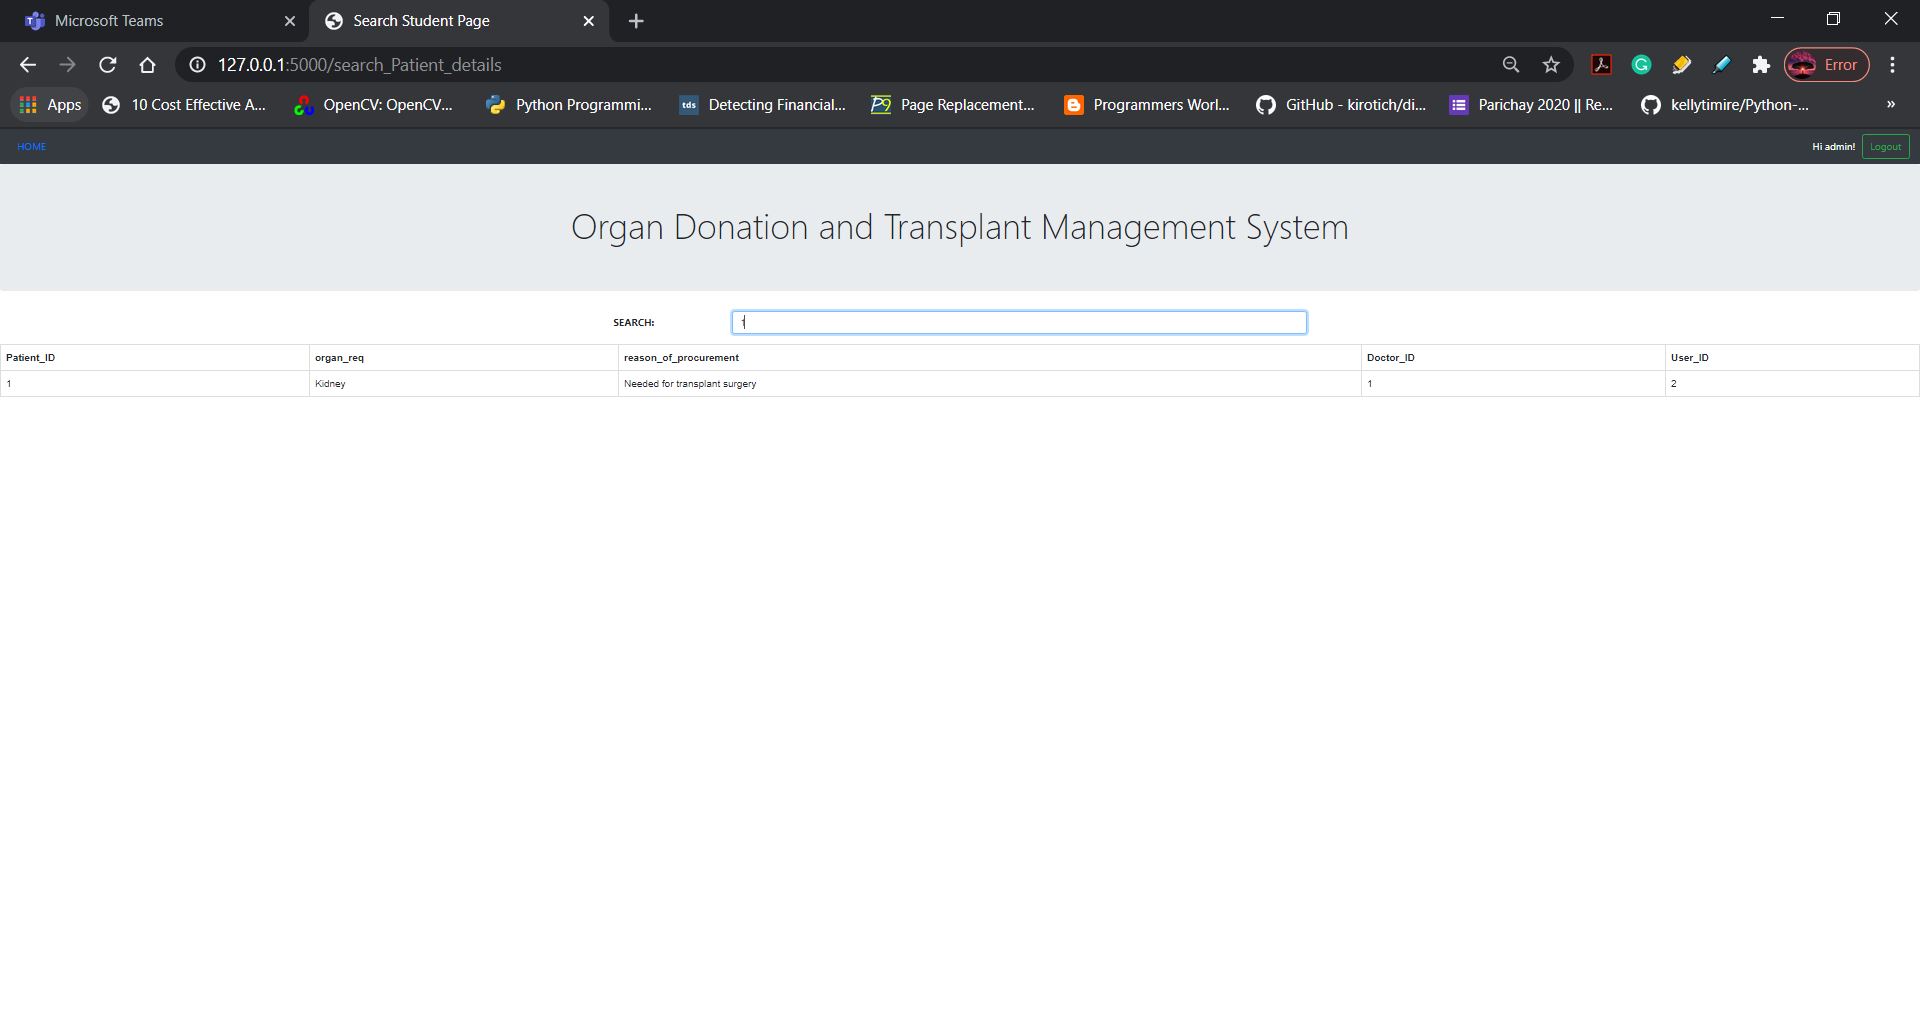 Microsoft Teams
Search Student Page
127.0.0.1:5000/search_Patient_details
Error
Apps
10 Cost Effective A...
OpenCV: OpenCV...
Python Programmi...
tds
Detecting Financial...
Page Replacement...
Programmers Worl...
GitHub - kirotich/di...
Parichay 2020 || Re...
kellytimire/Python-...
»
HOME
Hi admin!
Logout
Organ Donation and Transplant Management System
SEARCH:
1
Patient_ID organ_req reason_of_procurement Doctor_ID User_ID
1 Kidney Needed for transplant surgery 1 2